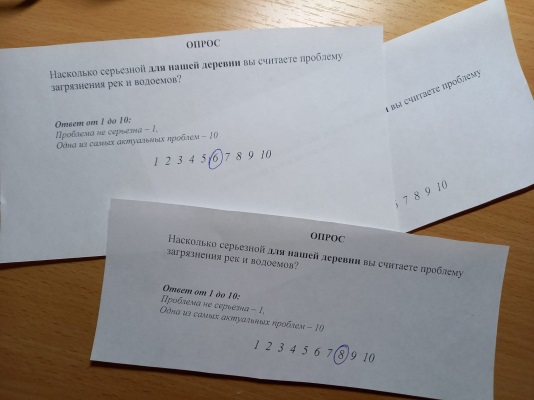 ОПРОС
Насколько серьезной для нашей деревни вы считаете проблему
загрязнения рек и водоемов?
Ответ от 1 до 10:
Проблема не серьезна – 1,
Одна из самых актуальных проблем – 10
1 2 3 4 5 6 7 8 9 10
вы считаете проблему
7 8 9 10
ОПРОС
Насколько серьезной для нашей деревни вы считаете проблему
загрязнения рек и водоемов?
Ответ от 1 до 10:
Проблема не серьезна – 1,
Одна из самых актуальных проблем – 10
1 2 3 4 5 6 7 8 9 10